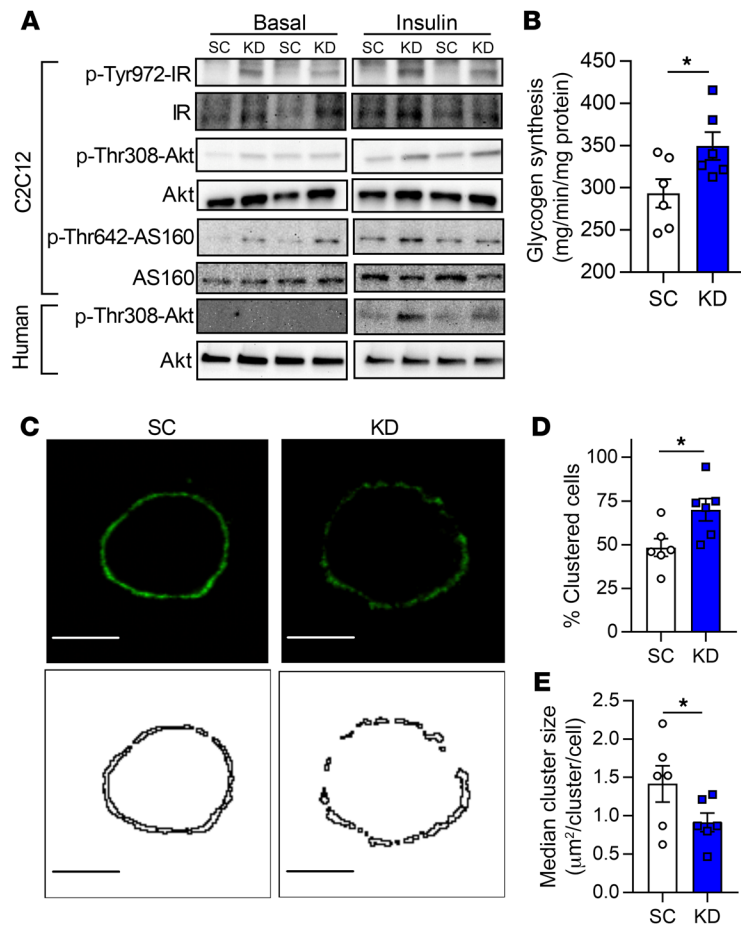 A
Basal
Insulin
SC KD SC KD SC KD SC KD
C2C12
p-Tyr972-IR
IR
p-Thr308-Akt
Akt
p-Thr642-AS160
AS160
Human
p-Thr308-Akt
Akt
B
Glycogen synthesis
(mg/min/mg protein)
450
400
350
300
250
200
*
SC KD
C
SC
KD
D
% Clustered cells
100
75
50
25
0
*
SC KD
E
Median cluster size
(μm²/cluster/cell)
2.5
2.0
1.5
1.0
0.5
0.0
*
SC KD